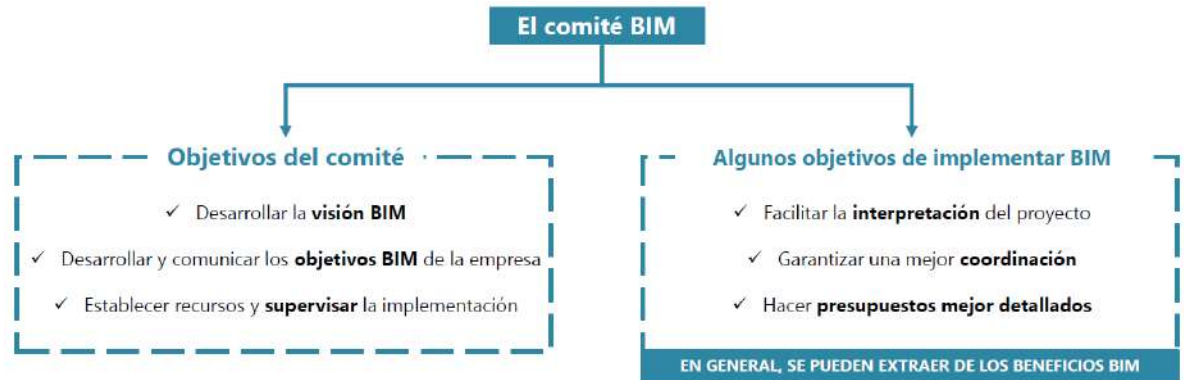 El comité BIM
Objetivos del comité
✓ Desarrollar la visión BIM
✓ Desarrollar y comunicar los objetivos BIM de la empresa
✓ Establecer recursos y supervisar la implementación
Algunos objetivos de implementar BIM
✓ Facilitar la interpretación del proyecto
✓ Garantizar una mejor coordinación
✓ Hacer presupuestos mejor detallados
EN GENERAL, SE PUEDEN EXTRAER DE LOS BENEFICIOS BIM